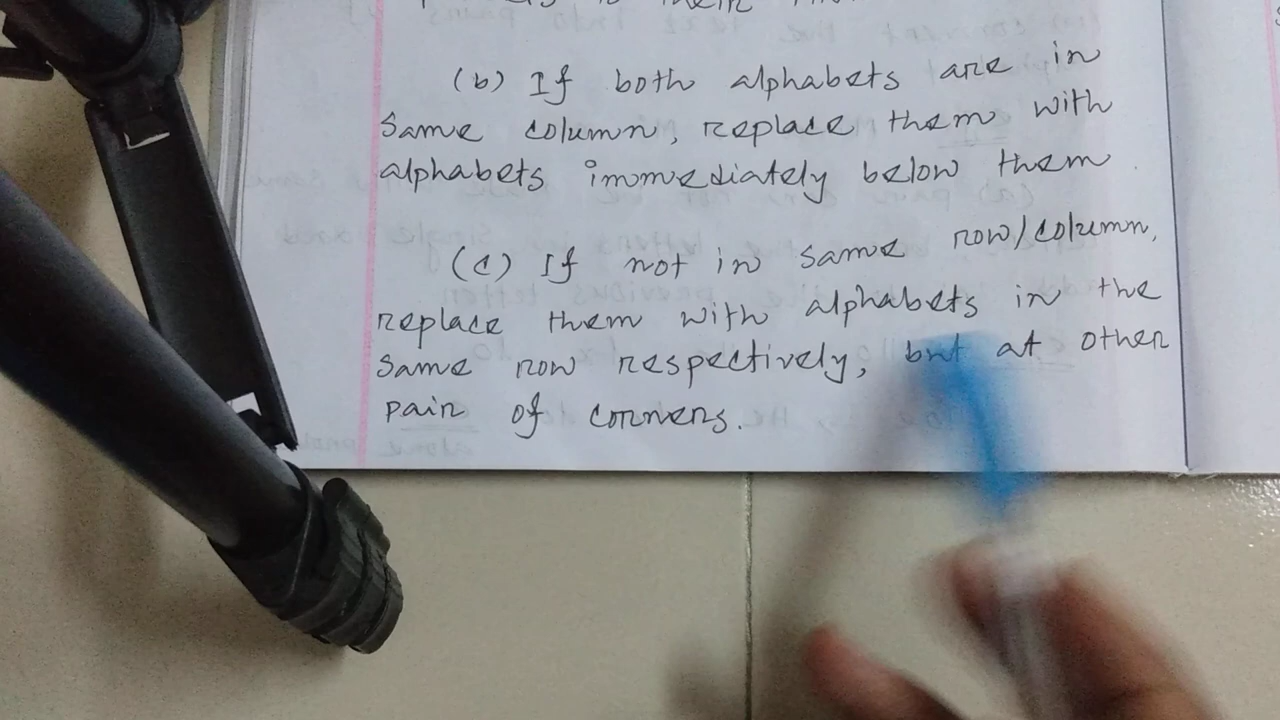 (b) If both alphabets are in
same column, replace them with
alphabets immediately below them.
(c) If not in same row/column,
replace them with alphabets in the
same row respectively, but at other
pair of corners.